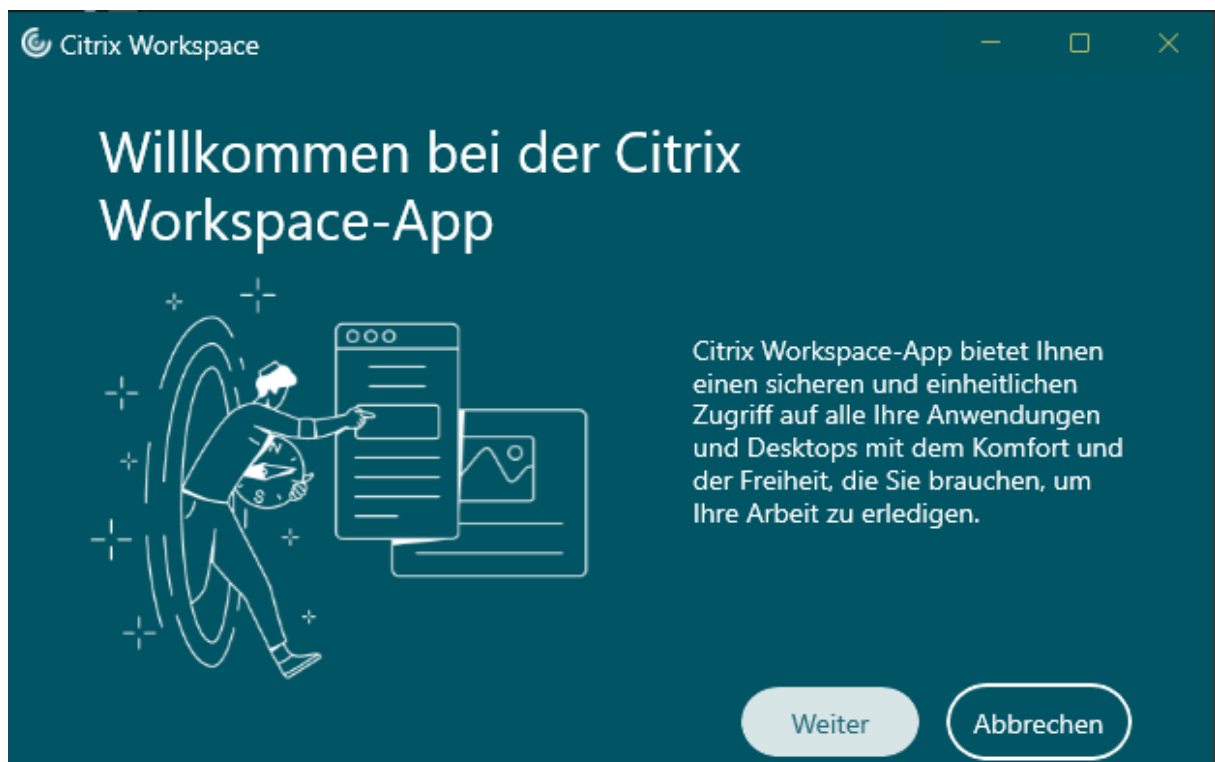 Citrix Workspace
Willkommen bei der Citrix
Workspace-App
Citrix Workspace-App bietet Ihnen
einen sicheren und einheitlichen
Zugriff auf alle Ihre Anwendungen
und Desktops mit dem Komfort und
der Freiheit, die Sie brauchen, um
Ihre Arbeit zu erledigen.
N
S
Weiter
Abbrechen